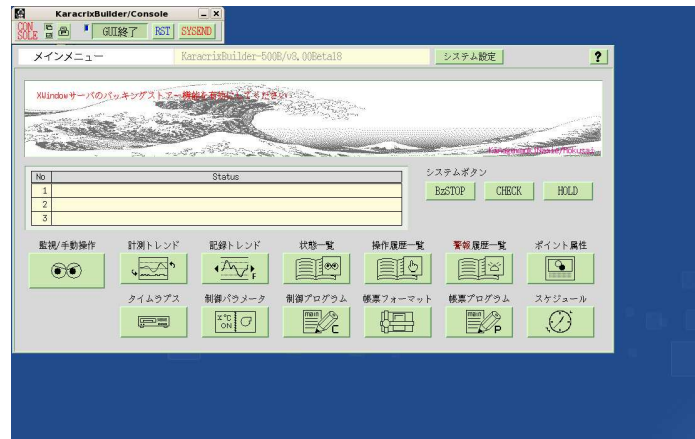 KaracrixBuilder/Console
CONSOLE GUI終了 RST SYSEND
メインメニュー KaracrixBuilder-500B/v3.00Beta18 システム設定 ?
XWindowサーバのバッキングストアー機能を有効にしてください
No Status
1
2
3
システムボタン
BzSTOP CHECK HOLD
監視/手動操作 計測トレンド 記録トレンド 状態一覧 操作履歴一覧 警報履歴一覧 ポイント属性
タイムラプス 制御パラメータ 制御プログラム 帳票フォーマット 帳票プログラム スケジュール